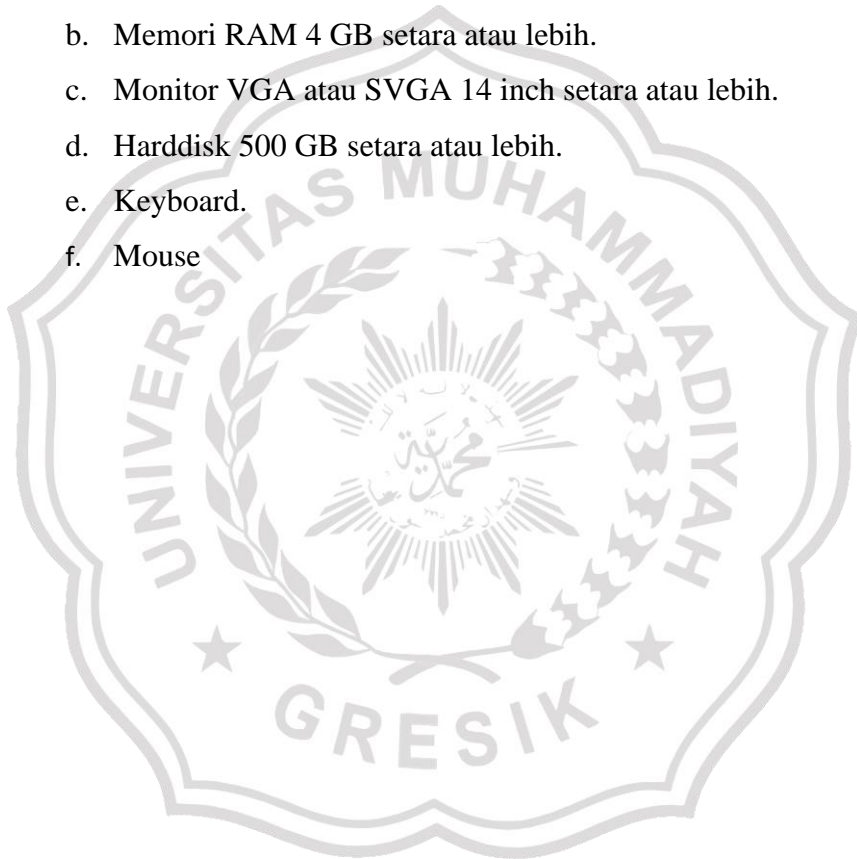 b. Memori RAM 4 GB setara atau lebih.
c. Monitor VGA atau SVGA 14 inch setara atau lebih.
d. Harddisk 500 GB setara atau lebih.
e. Keyboard.
f. Mouse
UNIVERSITAS MUHAMMADIYAH
GRESIK